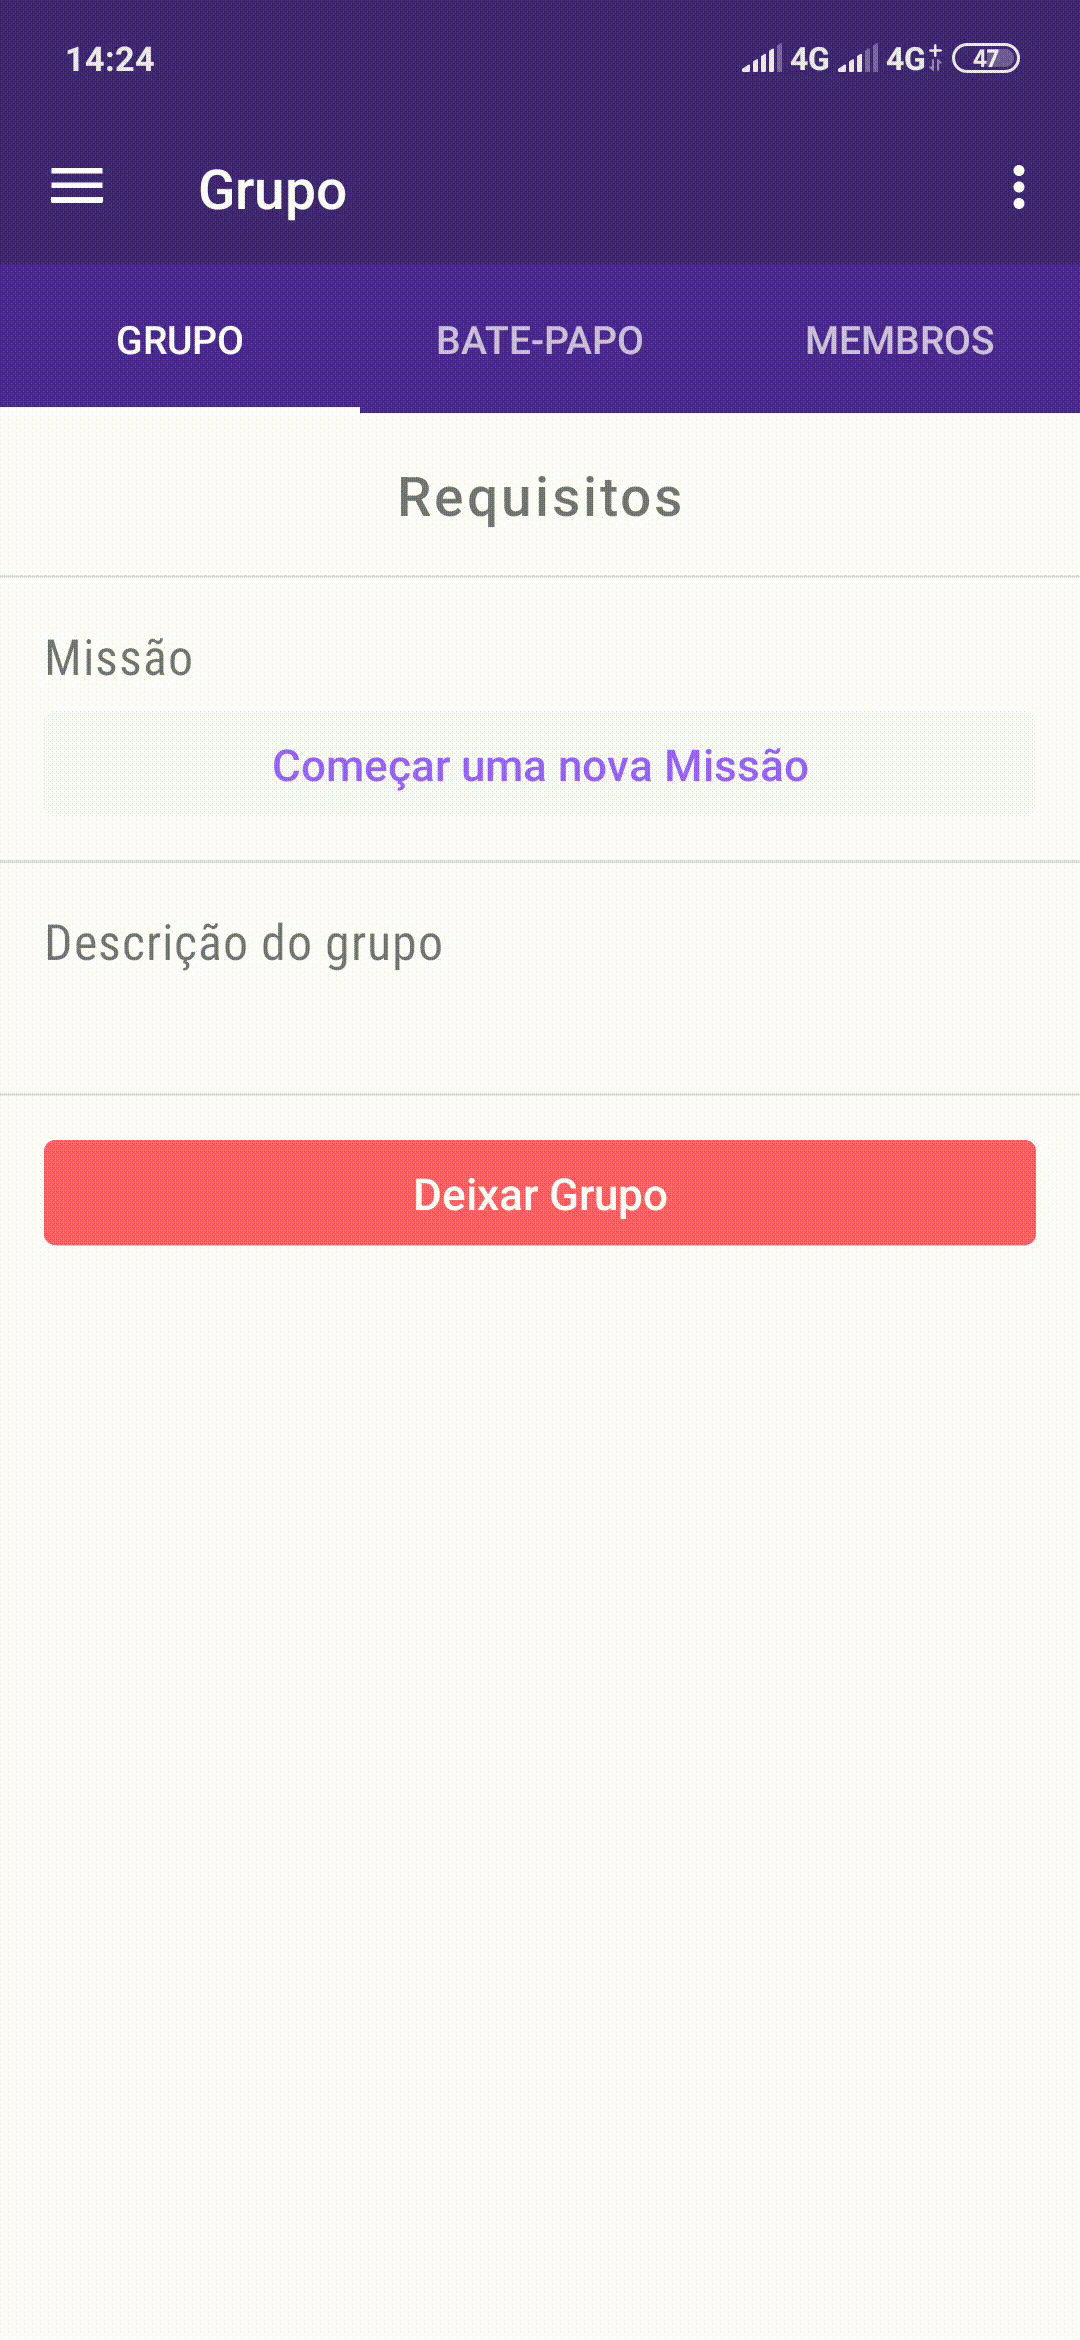 14:24 4G 4G+ 47
Grupo
GRUPO BATE-PAPO MEMBROS
Requisitos
Missão
Começar uma nova Missão
Descrição do grupo
Deixar Grupo